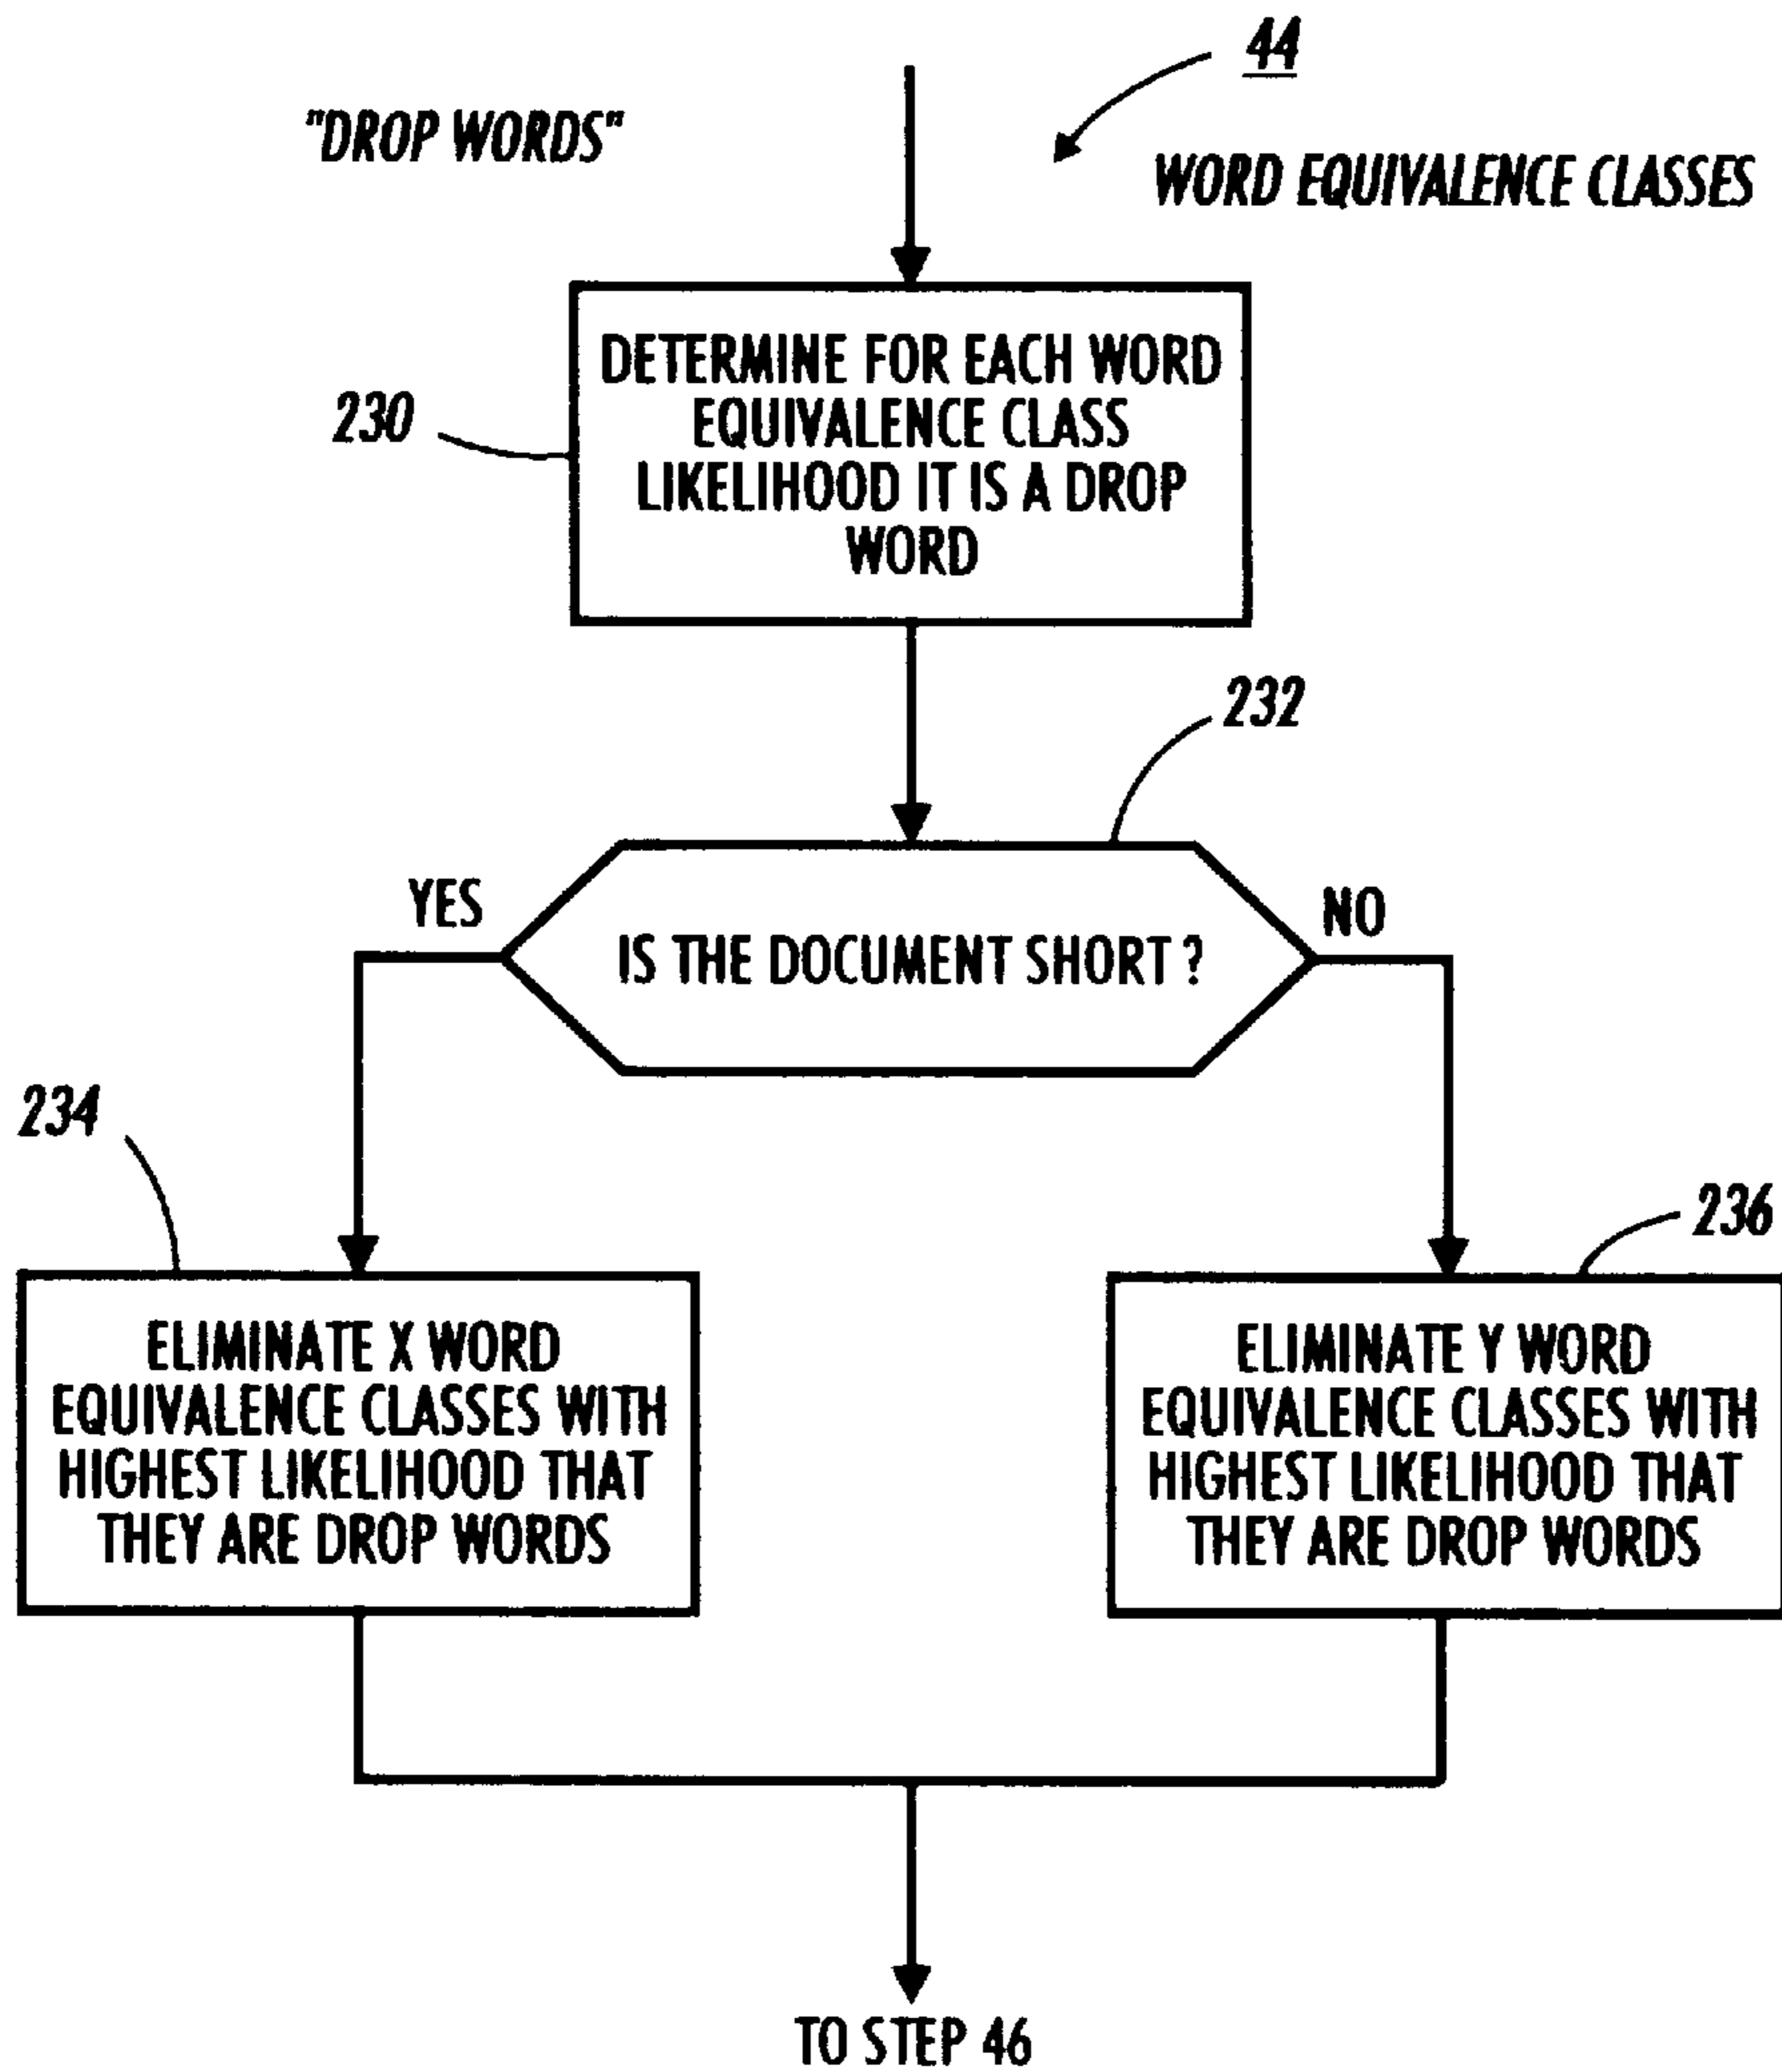 44
"DROP WORDS"
WORD EQUIVALENCE CLASSES
DETERMINE FOR EACH WORD
EQUIVALENCE CLASS
LIKELIHOOD IT IS A DROP
WORD
230
232
YES
NO
IS THE DOCUMENT SHORT ?
234
236
ELIMINATE X WORD
EQUIVALENCE CLASSES WITH
HIGHEST LIKELIHOOD THAT
THEY ARE DROP WORDS
ELIMINATE Y WORD
EQUIVALENCE CLASSES WITH
HIGHEST LIKELIHOOD THAT
THEY ARE DROP WORDS
TO STEP 46